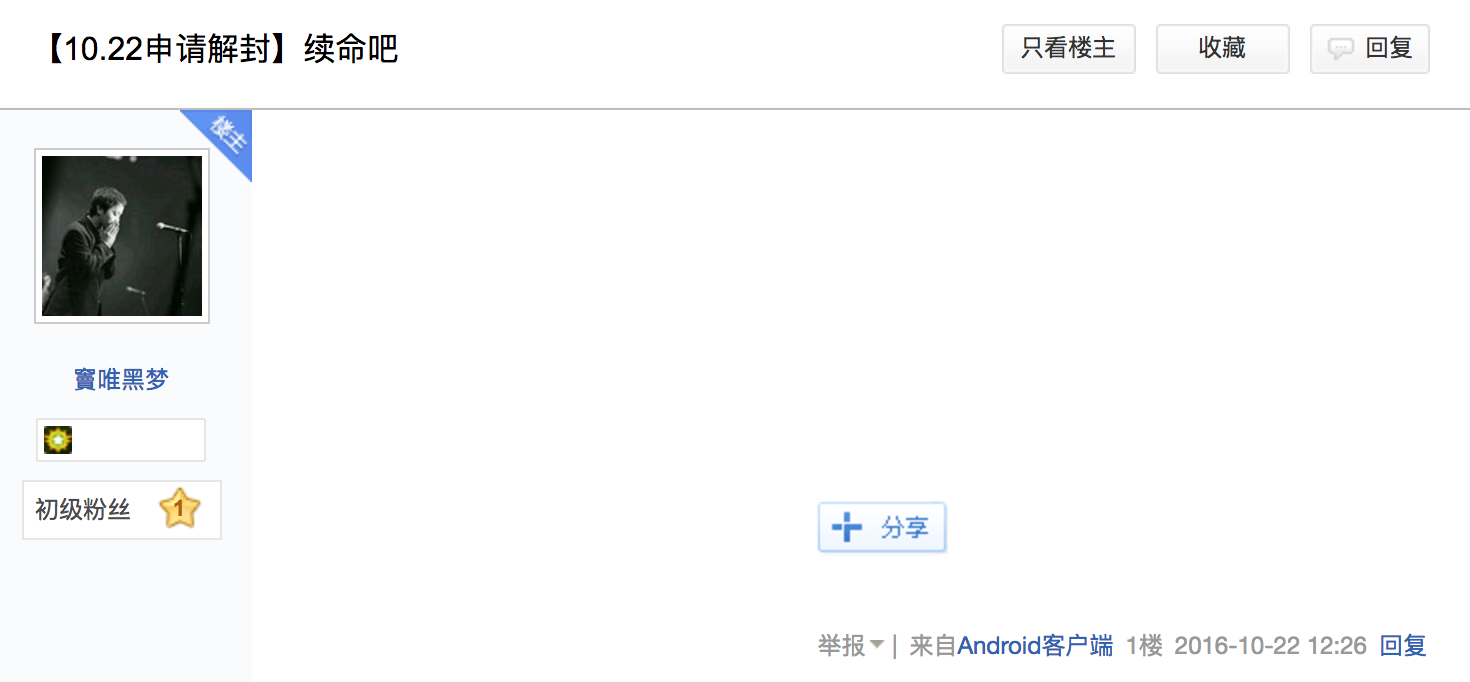 【10.22申请解封】续命吧
只看楼主
收藏
回复
楼主
窦唯黑梦
初级粉丝 1
分享
举报 | 来自Android客户端 1楼 2016-10-22 12:26 回复